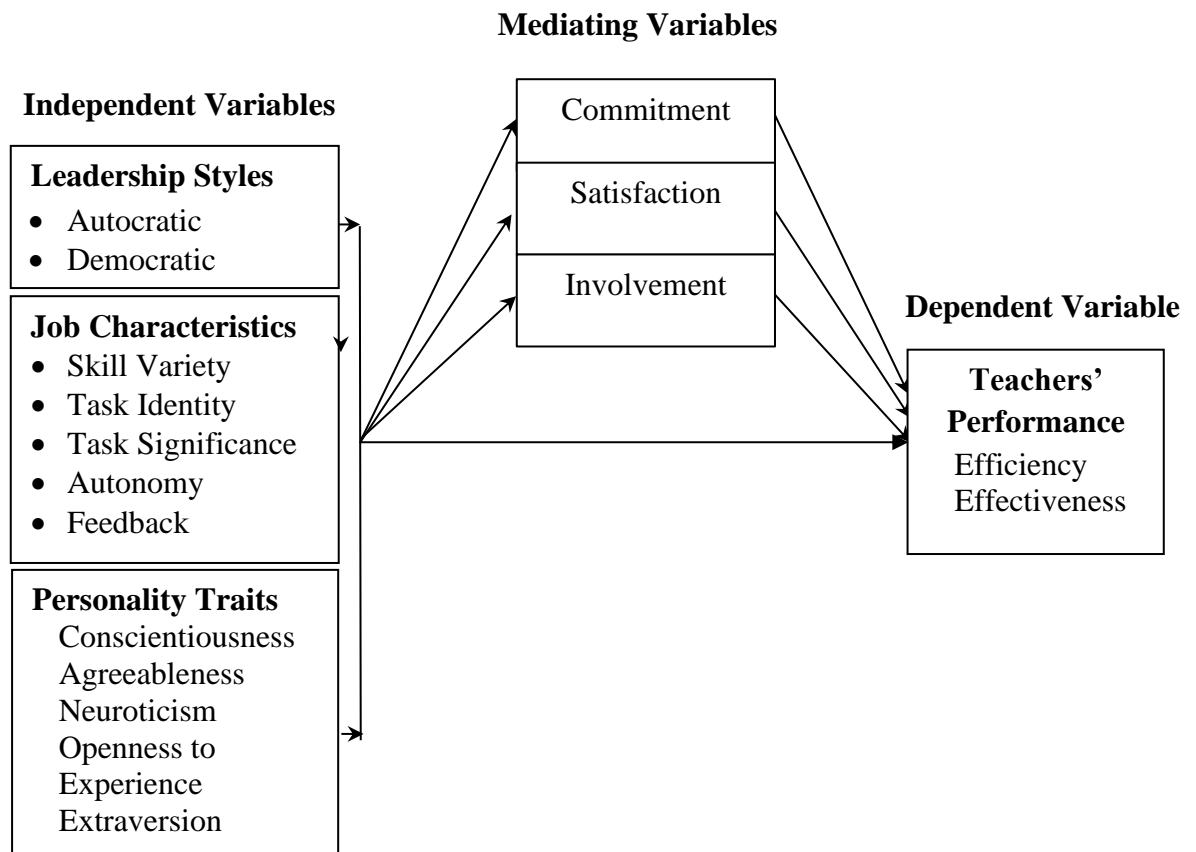 Mediating Variables
Independent Variables
Leadership Styles
• Autocratic
• Democratic
Job Characteristics
• Skill Variety
• Task Identity
• Task Significance
• Autonomy
• Feedback
Personality Traits
Conscientiousness
Agreeableness
Neuroticism
Openness to
Experience
Extraversion
Commitment
Satisfaction
Involvement
Dependent Variable
Teachers’
Performance
Efficiency
Effectiveness